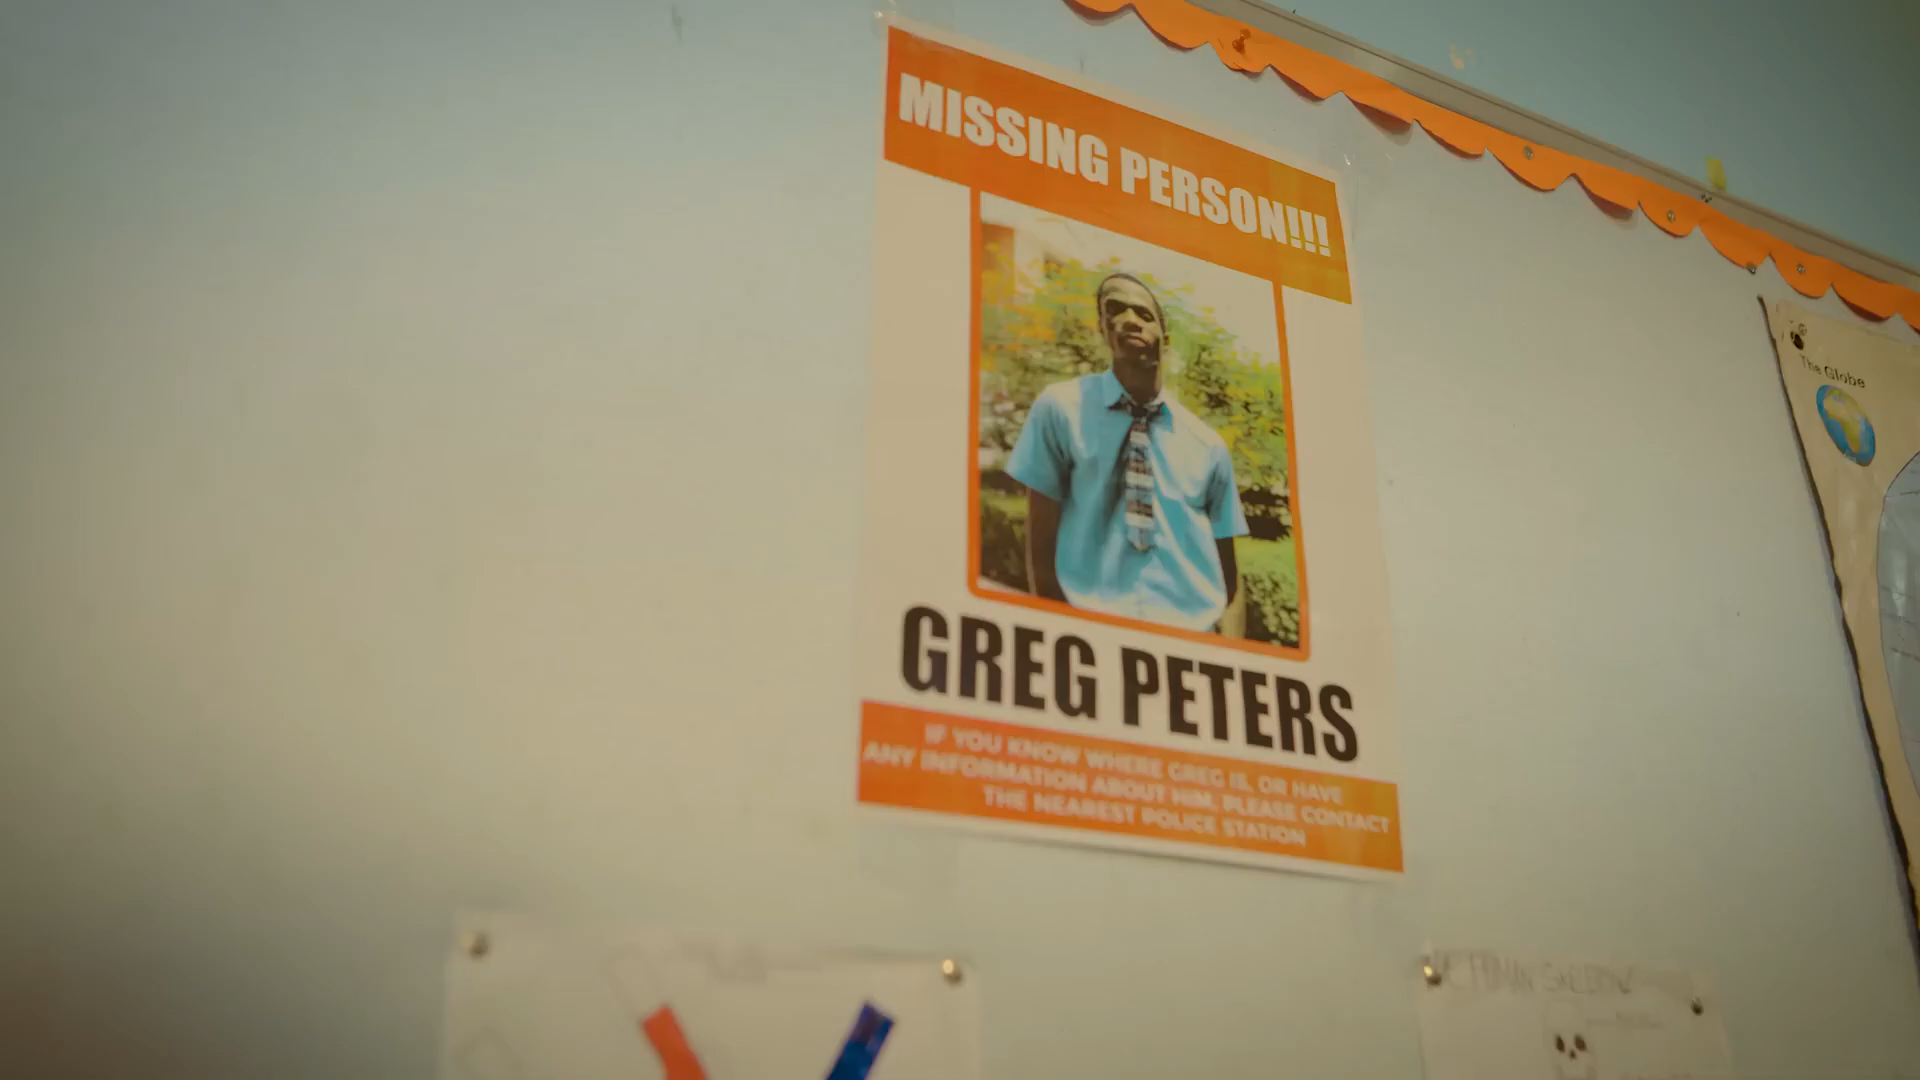 MISSING PERSON!!!
GREG PETERS
IF YOU KNOW WHERE GREG IS, OR HAVE
ANY INFORMATION ABOUT HIM, PLEASE CONTACT
THE NEAREST POLICE STATION
The Globe